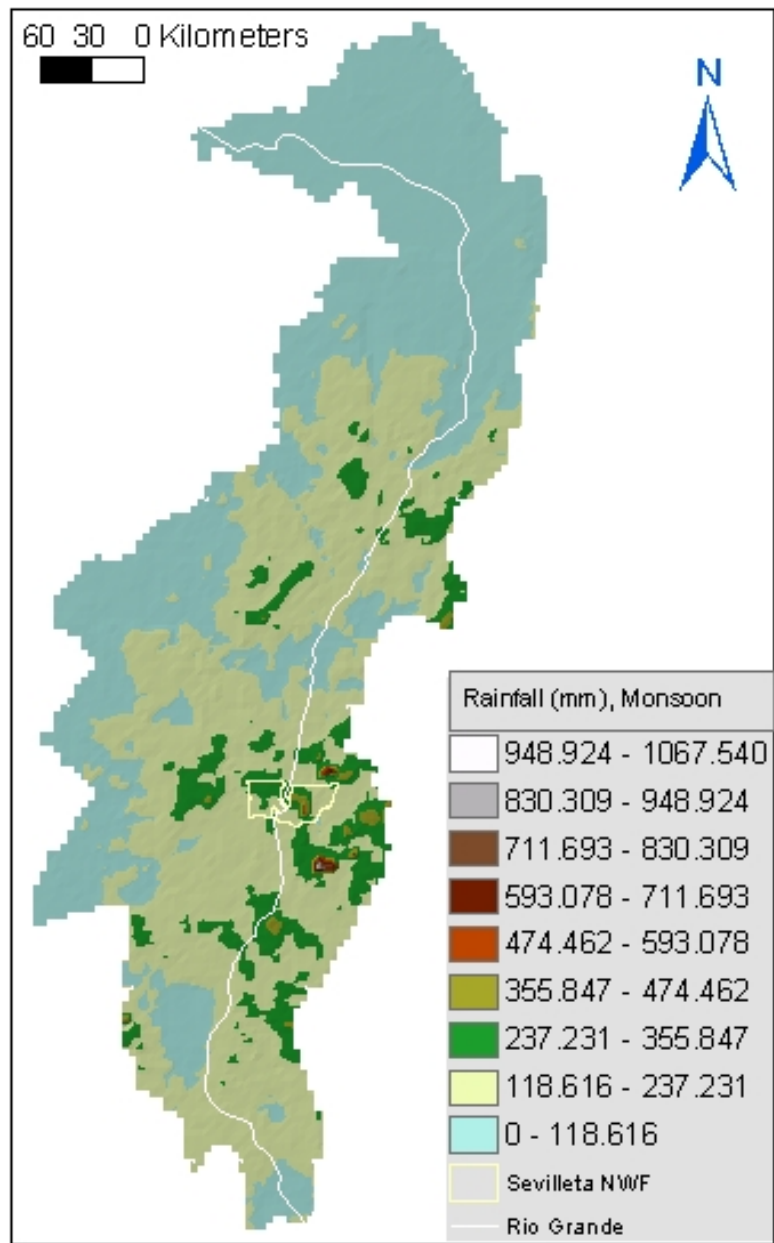 60 30 0 Kilometers
N
Rainfall (mm), Monsoon
948.924 - 1067.540
830.309 - 948.924
711.693 - 830.309
593.078 - 711.693
474.462 - 593.078
355.847 - 474.462
237.231 - 355.847
118.616 - 237.231
0 - 118.616
Sevilleta NWF
Rio Grande